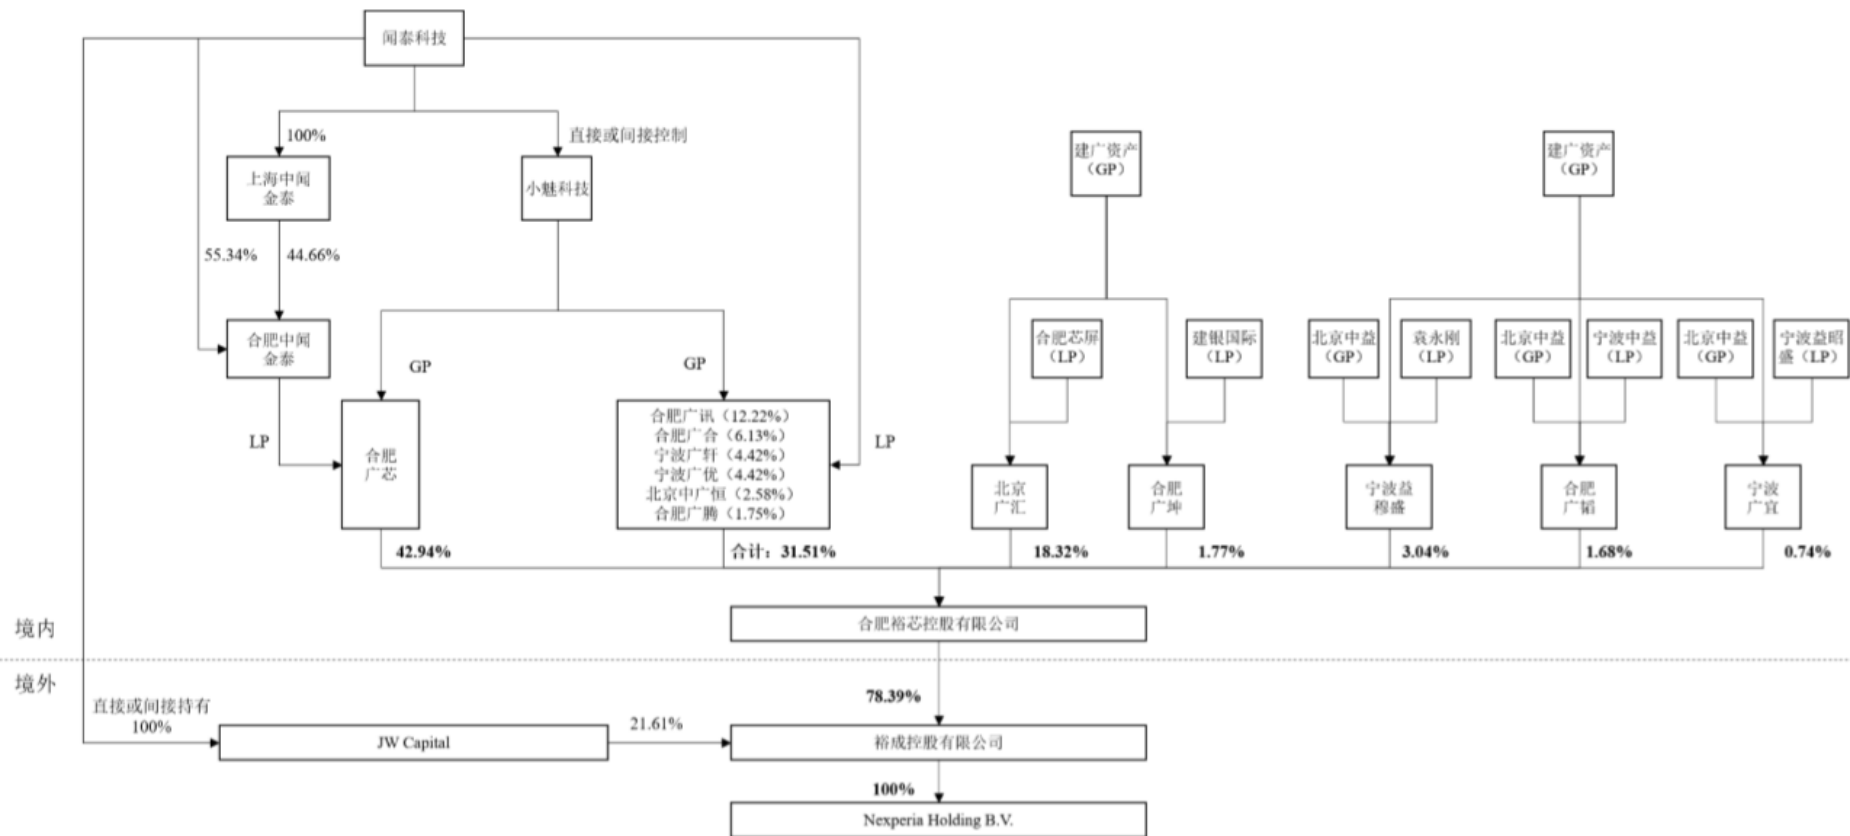 闻泰科技
100%
直接或间接控制
上海中闻
金泰
小魅科技
建广资产
（GP）
建广资产
（GP）
55.34%
44.66%
合肥中闻
金泰
合肥芯屏
（LP）
建银国际
（LP）
北京中益
（GP）
袁永刚
（LP）
北京中益
（GP）
宁波中益
（LP）
北京中益
（GP）
宁波益昭
盛（LP）
GP
GP
LP
合肥
广芯
合肥广讯（12.22%）
合肥广合（6.13%）
宁波广轩（4.42%）
宁波广优（4.42%）
北京中广恒（2.58%）
合肥广腾（1.75%）
LP
北京
广汇
合肥
广坤
宁波益
穆盛
合肥
广韬
宁波
广宜
42.94%
合计：31.51%
18.32%
1.77%
3.04%
1.68%
0.74%
合肥裕芯控股有限公司
境内
境外
78.39%
直接或间接持有
100%
JW Capital
21.61%
裕成控股有限公司
100%
Nexperia Holding B.V.